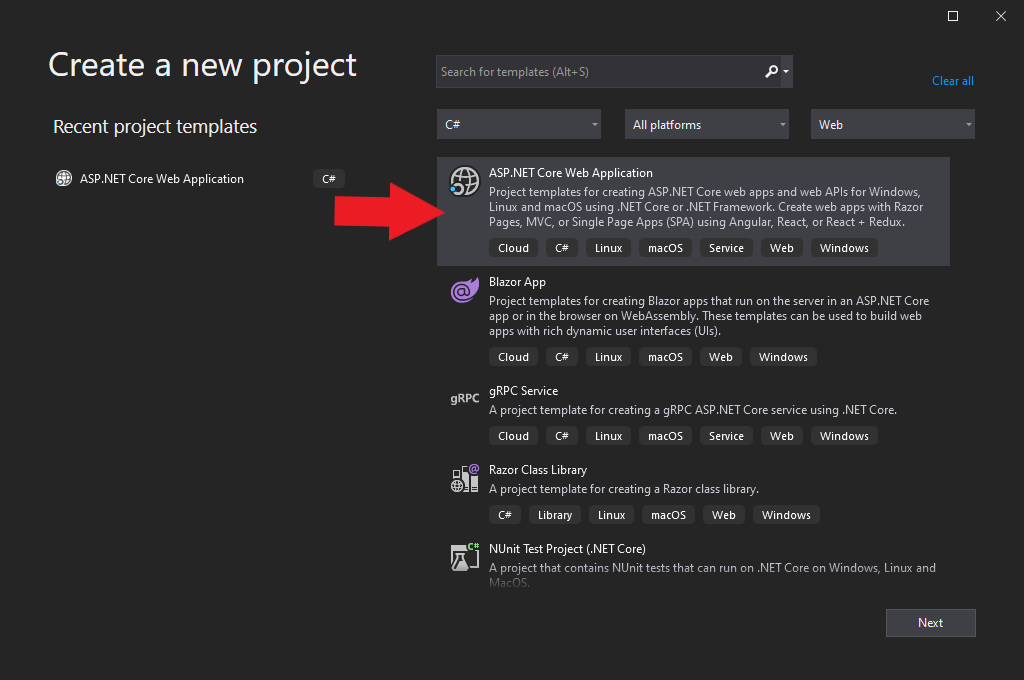 Create a new project
Search for templates (Alt+S)
Clear all
Recent project templates
C#
All platforms
Web
ASP.NET Core Web Application
C#
ASP.NET Core Web Application
Project templates for creating ASP.NET Core web apps and web APIs for Windows,
Linux and macOS using .NET Core or .NET Framework. Create web apps with Razor
Pages, MVC, or Single Page Apps (SPA) using Angular, React, or React + Redux.
Cloud C# Linux macOS Service Web Windows
Blazor App
Project templates for creating Blazor apps that run on the server in an ASP.NET Core
app or in the browser on WebAssembly. These templates can be used to build web
apps with rich dynamic user interfaces (UIs).
Cloud C# Linux macOS Web Windows
gRPC
gRPC Service
A project template for creating a gRPC ASP.NET Core service using .NET Core.
Cloud C# Linux macOS Service Web Windows
Razor Class Library
A project template for creating a Razor class library.
C# Library Linux macOS Web Windows
C#
NUnit Test Project (.NET Core)
A project that contains NUnit tests that can run on .NET Core on Windows, Linux and
MacOS.
Next